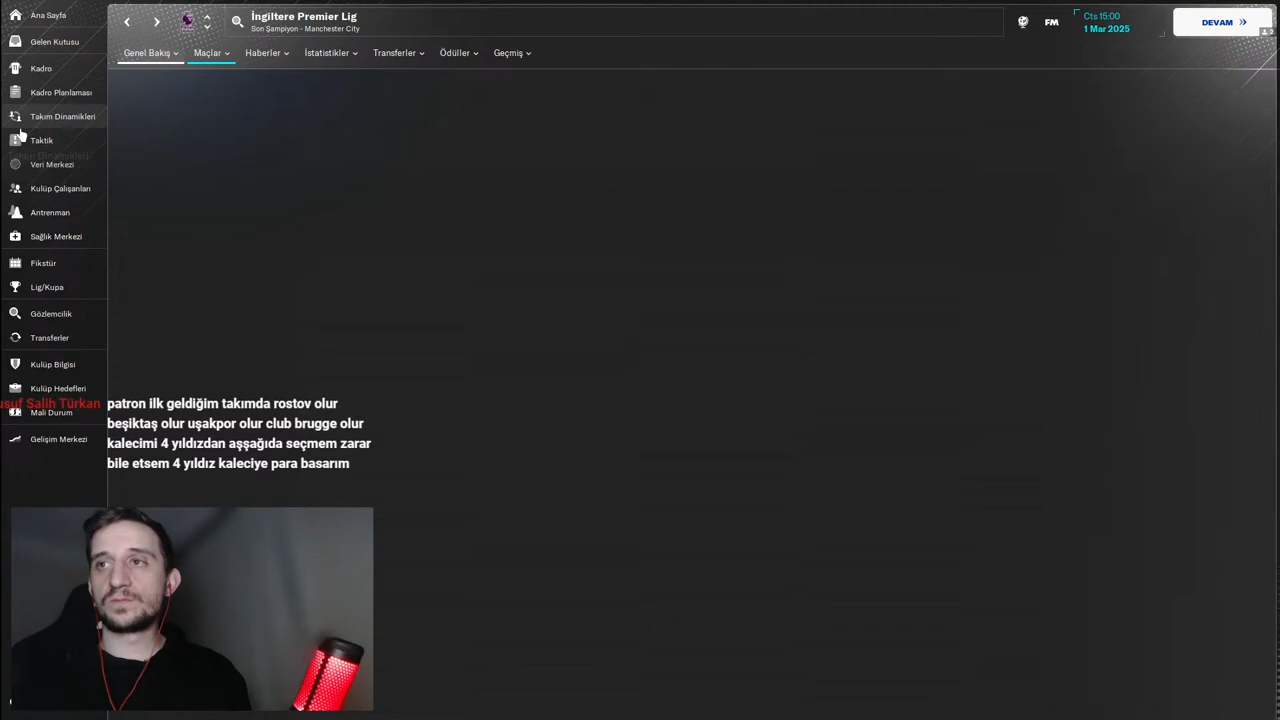 Ana Sayfa
Gelen Kutusu
Kadro
Kadro Planlaması
Takım Dinamikleri
Taktik
Veri Merkezi
Kulüp Çalışanları
Antrenman
Sağlık Merkezi
Fikstür
Lig/Kupa
Gözlemcilik
Transferler
Kulüp Bilgisi
Kulüp Hedefleri
Mali Durum
Gelişim Merkezi
İngiltere Premier Lig
Son Şampiyon - Manchester City
FM
Cts 15:00
1 Mar 2025
DEVAM
2
Genel Bakış
Maçlar
Haberler
İstatistikler
Transferler
Ödüller
Geçmiş
usuf Salih Türkan patron ilk geldiğim takımda rostov olur
beşiktaş olur uşakpor olur club brugge olur
kalecimi 4 yıldızdan aşşağıda seçmem zarar
bile etsem 4 yıldız kaleciye para basarım